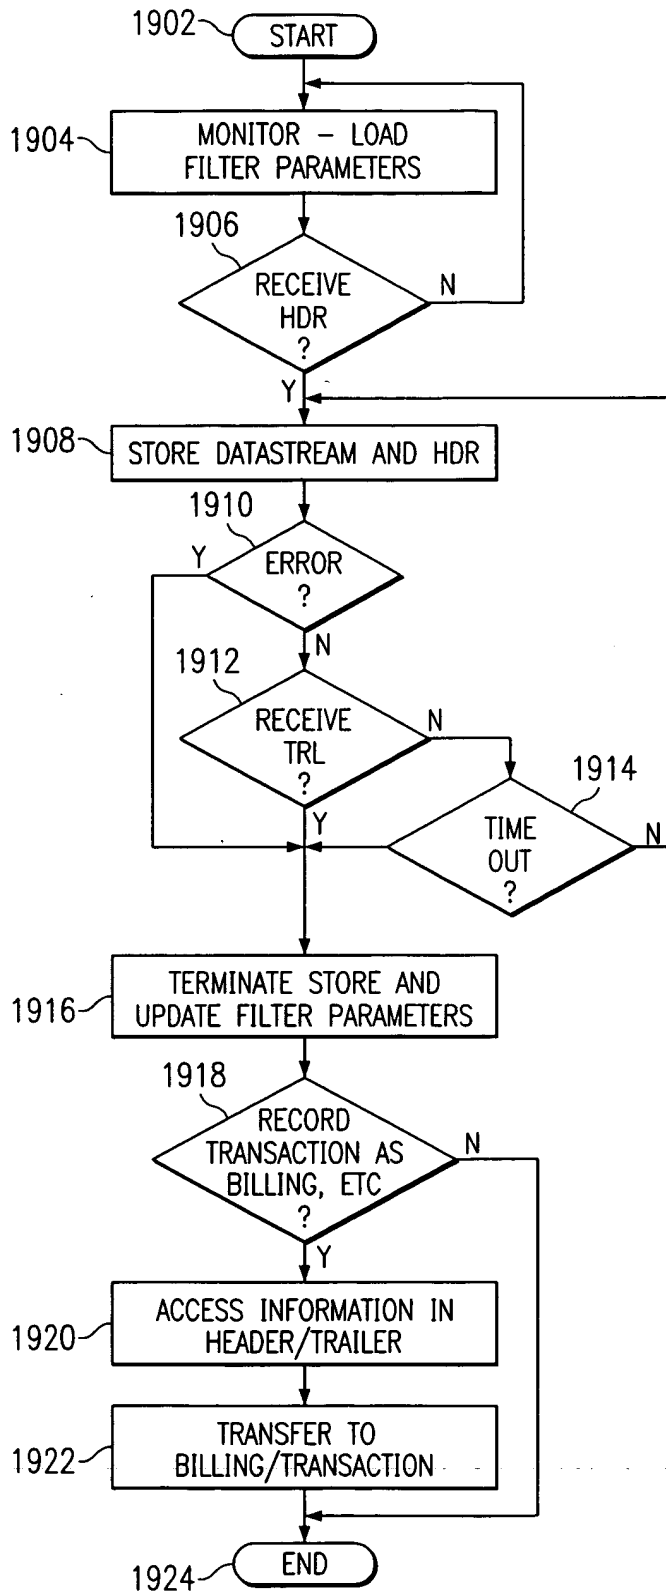 1902
START
1904
MONITOR – LOAD
FILTER PARAMETERS
1906
RECEIVE
HDR
?
N
Y
1908
STORE DATASTREAM AND HDR
1910
ERROR
?
Y
N
1912
RECEIVE
TRL
?
N
Y
1914
TIME
OUT
?
N
1916
TERMINATE STORE AND
UPDATE FILTER PARAMETERS
1918
RECORD
TRANSACTION AS
BILLING, ETC
?
N
Y
1920
ACCESS INFORMATION IN
HEADER/TRAILER
1922
TRANSFER TO
BILLING/TRANSACTION
1924
END